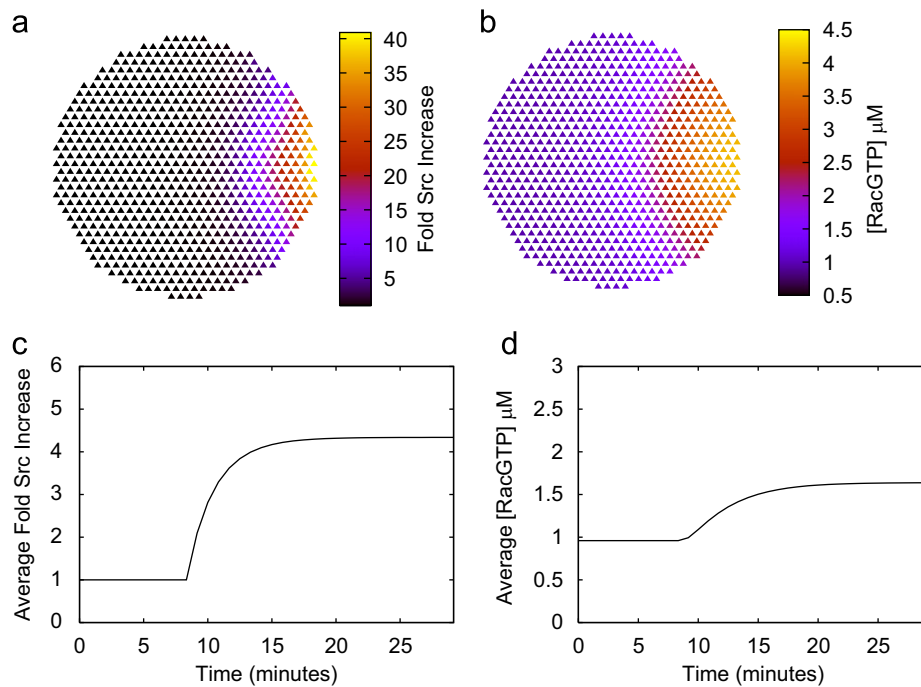 a
40
35
30
25
20
15
10
5
Fold Src Increase
b
4.5
4
3.5
3
2.5
2
1.5
1
0.5
[RacGTP] μM
c
6
5
4
3
2
1
0
Average Fold Src Increase
0 5 10 15 20 25
Time (minutes)
d
3
2.5
2
1.5
1
0.5
0
Average [RacGTP] μM
0 5 10 15 20 25
Time (minutes)